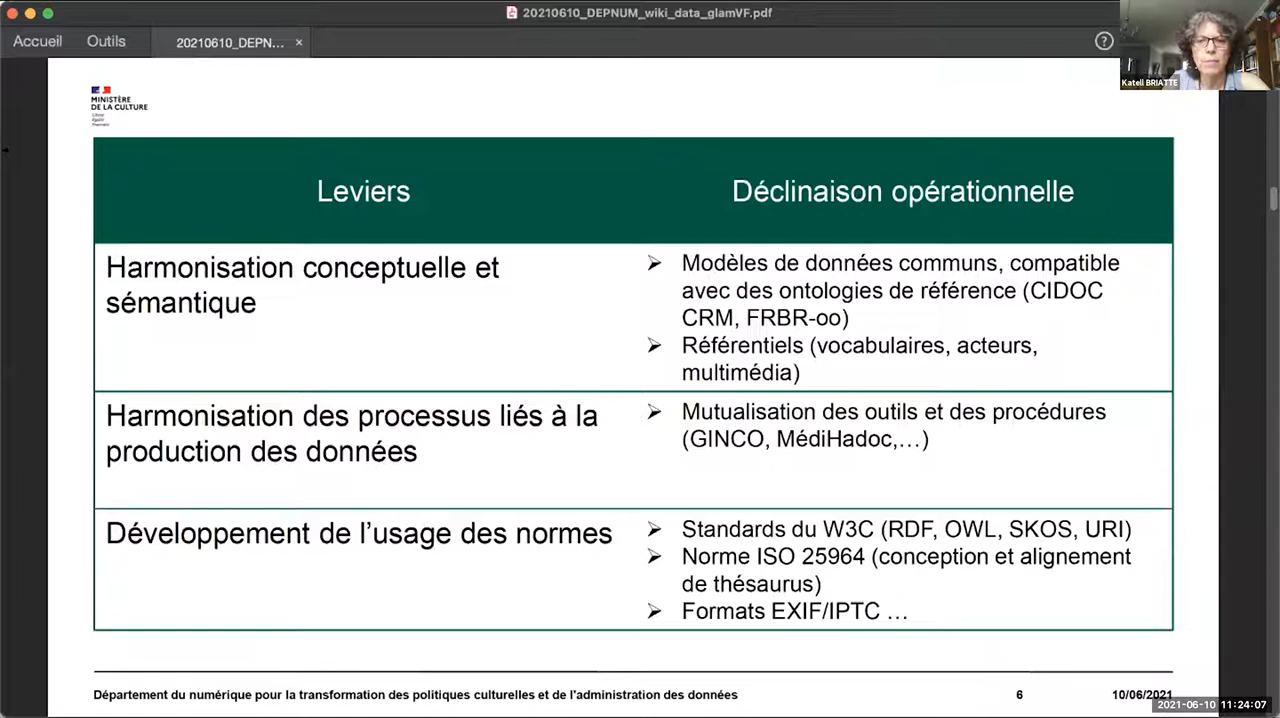 20210610_DEPNUM_wiki_data_glamVF.pdf
Accueil Outils 20210610_DEPN... ×
?
Katell BRIATTE
MINISTÈRE
DE LA CULTURE
Liberté
Égalité
Fraternité
Leviers Déclinaison opérationnelle
Harmonisation conceptuelle et
sémantique
➢ Modèles de données communs, compatible
avec des ontologies de référence (CIDOC
CRM, FRBR-oo)
➢ Référentiels (vocabulaires, acteurs,
multimédia)
Harmonisation des processus liés à la
production des données
➢ Mutualisation des outils et des procédures
(GINCO, MédiHadoc,…)
Développement de l’usage des normes
➢ Standards du W3C (RDF, OWL, SKOS, URI)
➢ Norme ISO 25964 (conception et alignement
de thésaurus)
➢ Formats EXIF/IPTC …
Département du numérique pour la transformation des politiques culturelles et de l'administration des données 6 10/06/2021
2021-06-10 11:24:07